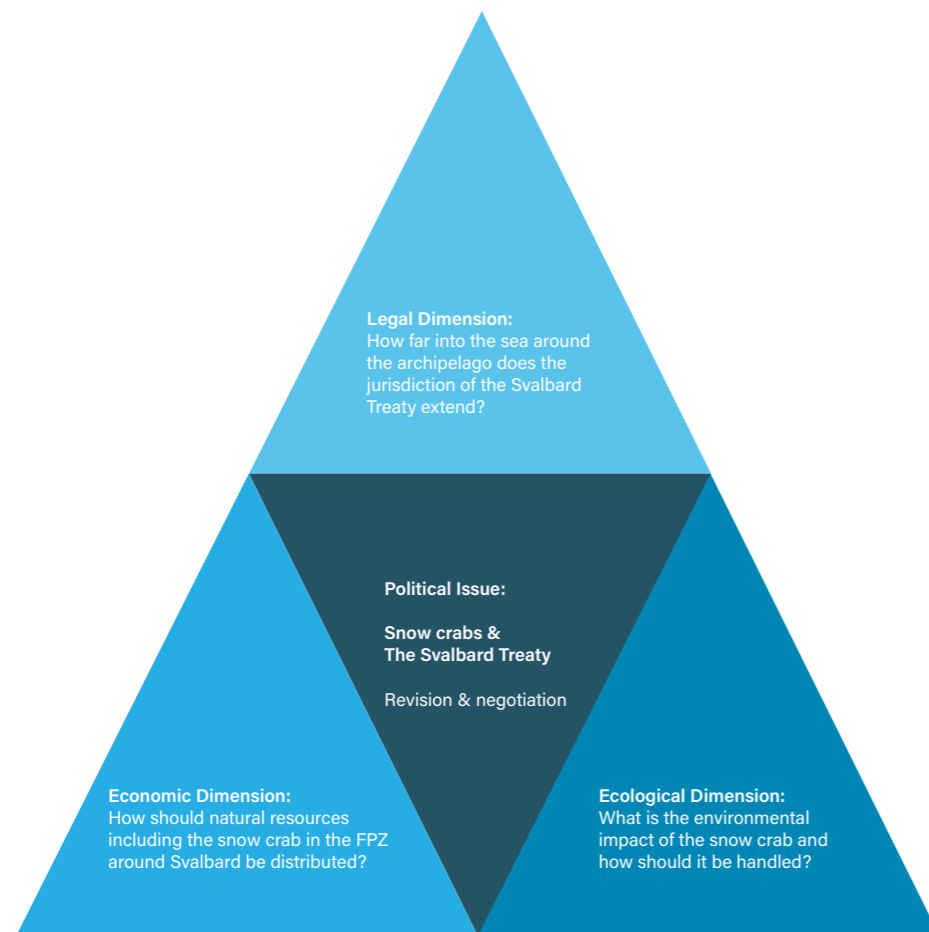 Legal Dimension:
How far into the sea around
the archipelago does the
jurisdiction of the Svalbard
Treaty extend?
Political Issue:
Snow crabs &
The Svalbard Treaty
Revision & negotiation
Economic Dimension:
How should natural resources
including the snow crab in the FPZ
around Svalbard be distributed?
Ecological Dimension:
What is the environmental
impact of the snow crab and
how should it be handled?